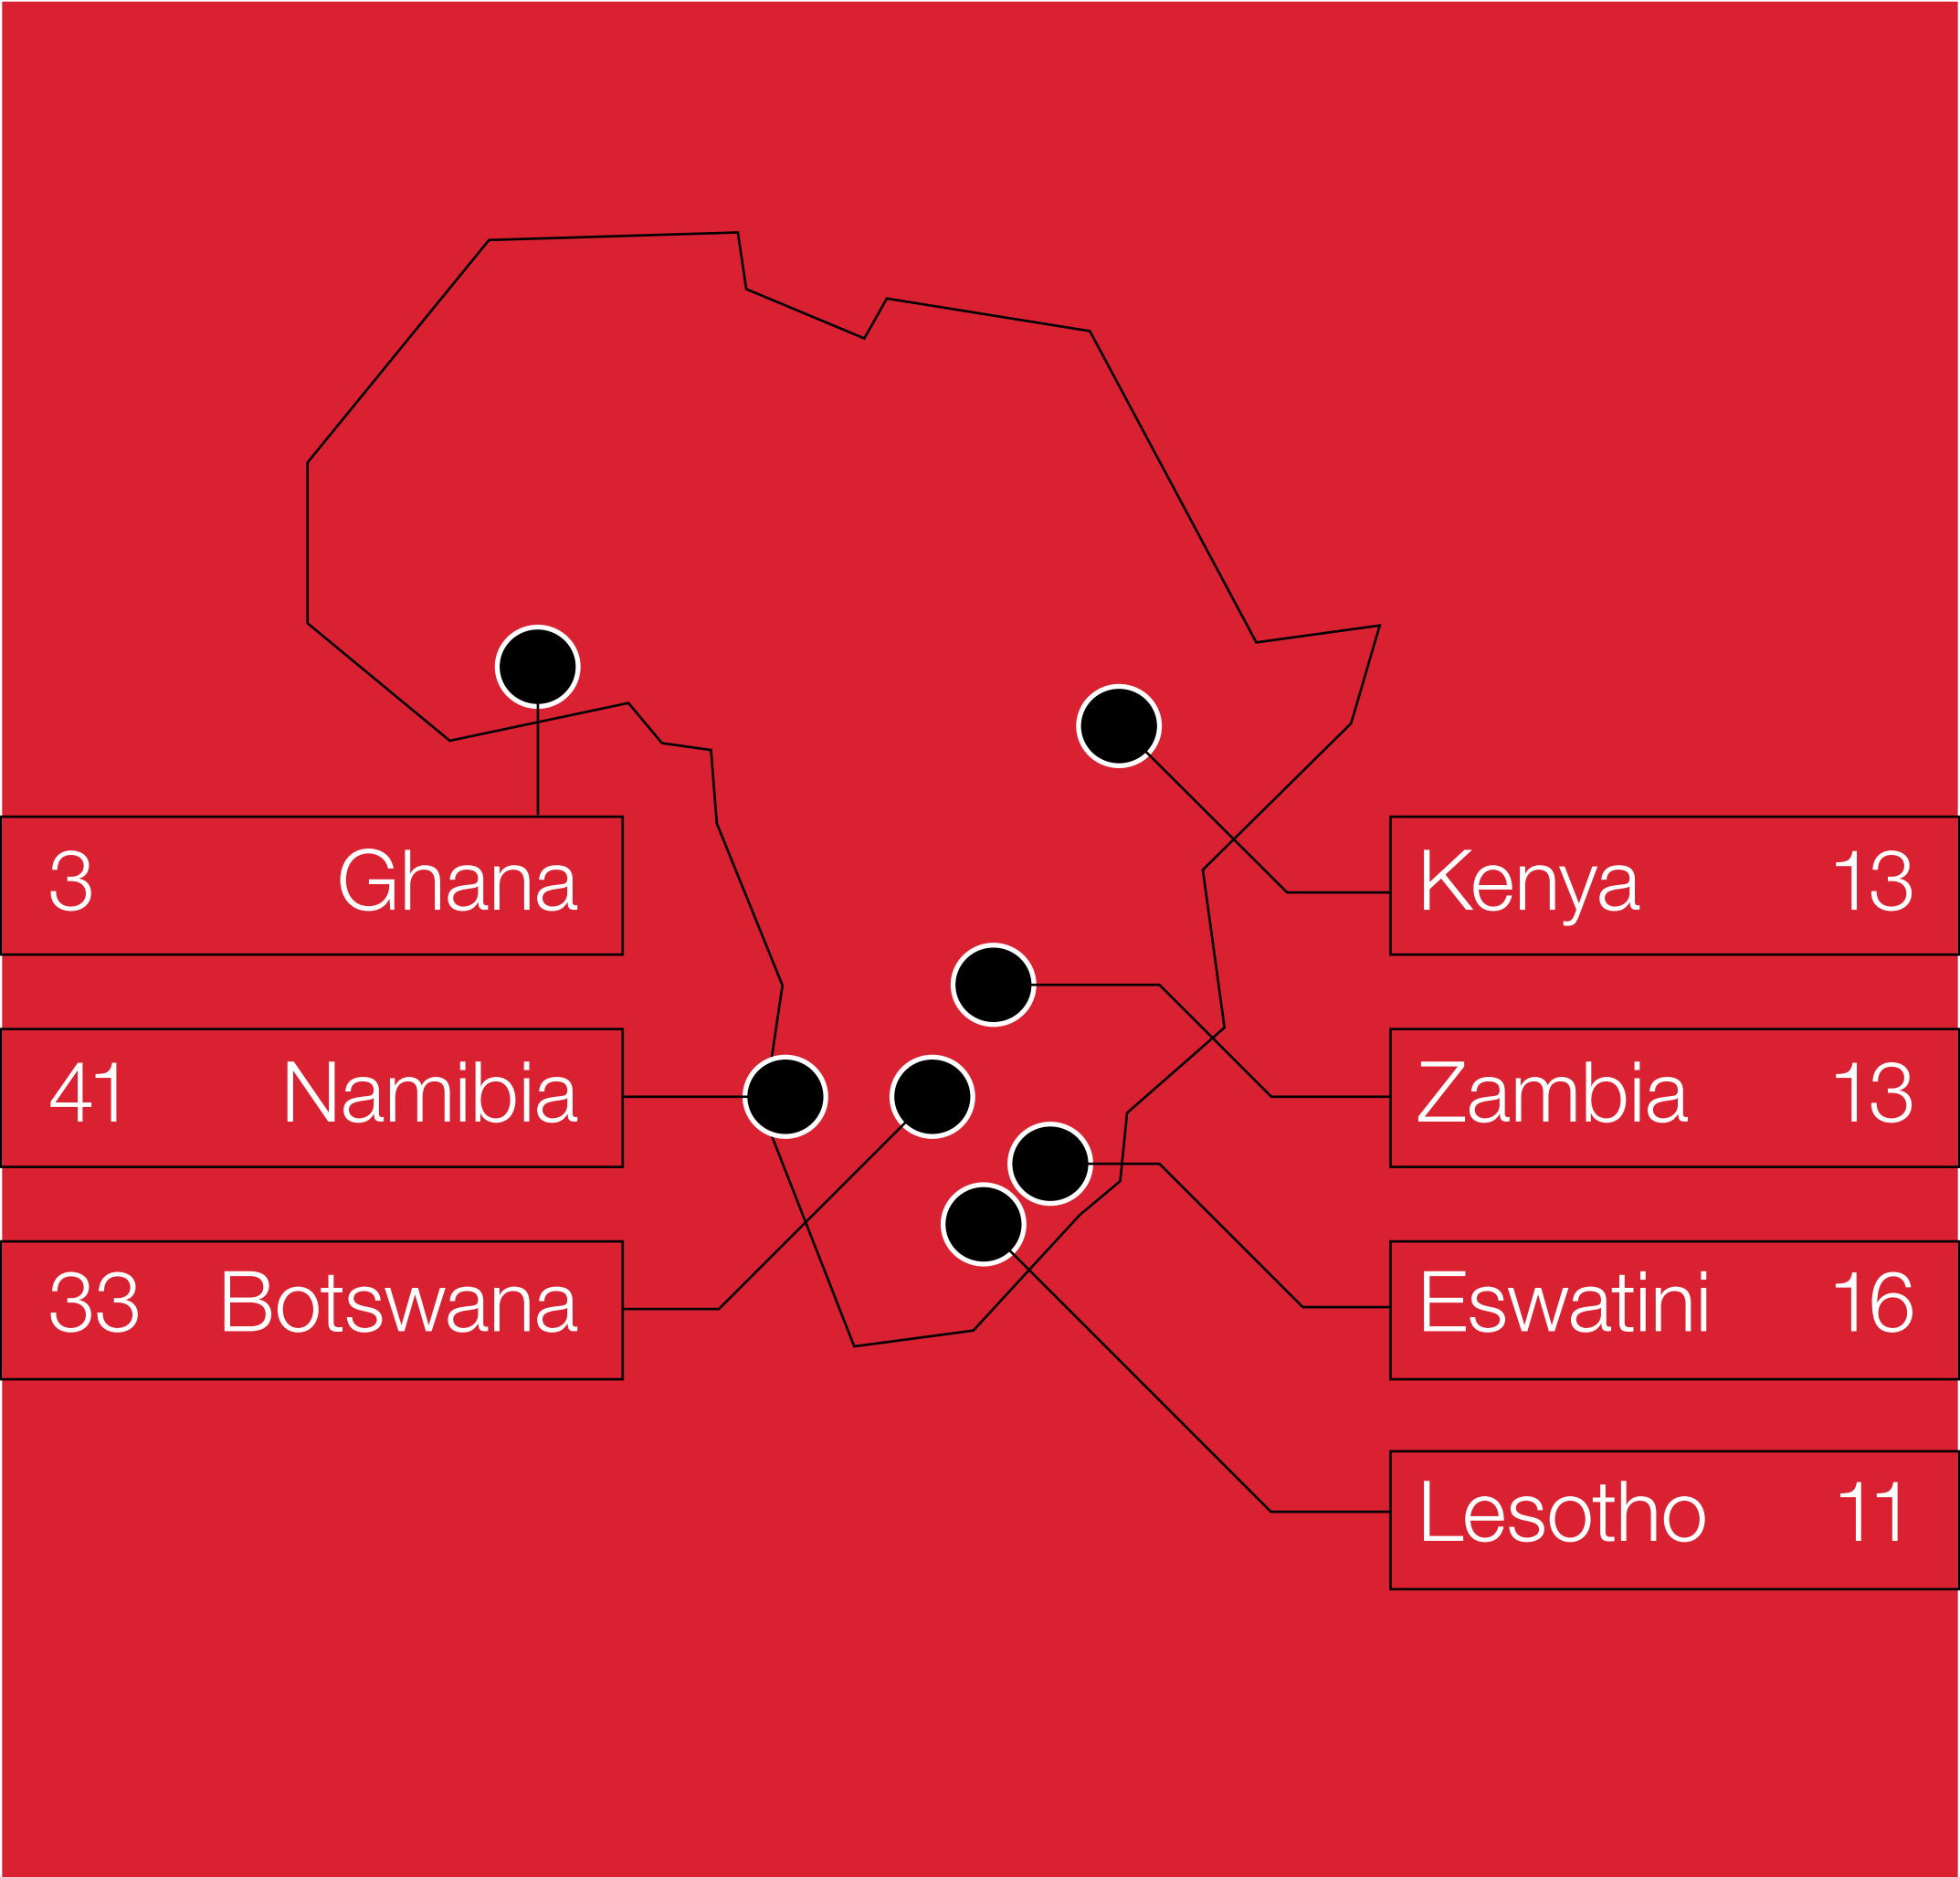 3 Ghana
41 Namibia
33 Botswana
Kenya 13
Zambia 13
Eswatini 16
Lesotho 11